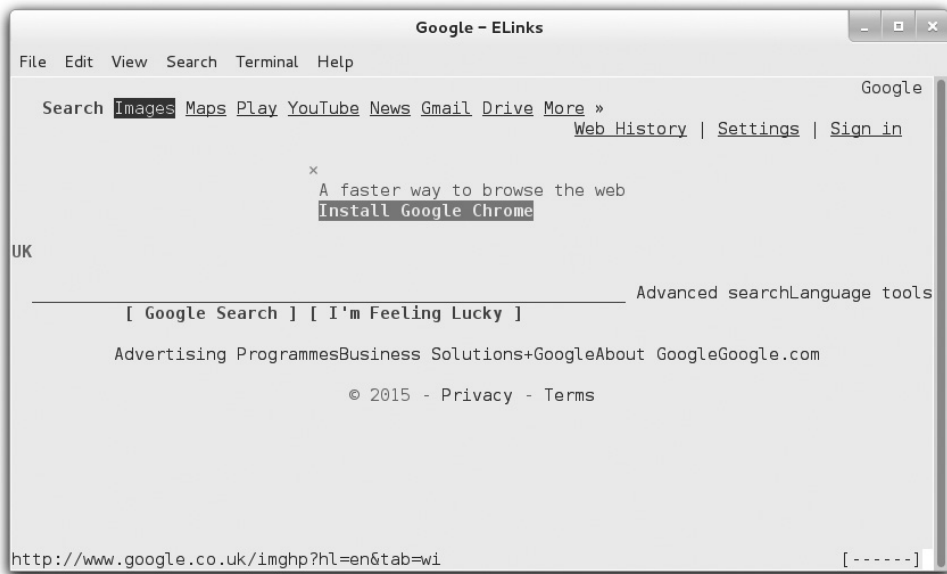 Google – ELinks
File Edit View Search Terminal Help
Google
Search Images Maps Play YouTube News Gmail Drive More »
Web History | Settings | Sign in
×
A faster way to browse the web
Install Google Chrome
UK
Advanced searchLanguage tools
[ Google Search ] [ I'm Feeling Lucky ]
Advertising ProgrammesBusiness Solutions+GoogleAbout GoogleGoogle.com
© 2015 - Privacy - Terms
http://www.google.co.uk/imghp?hl=en&tab=wi [------]